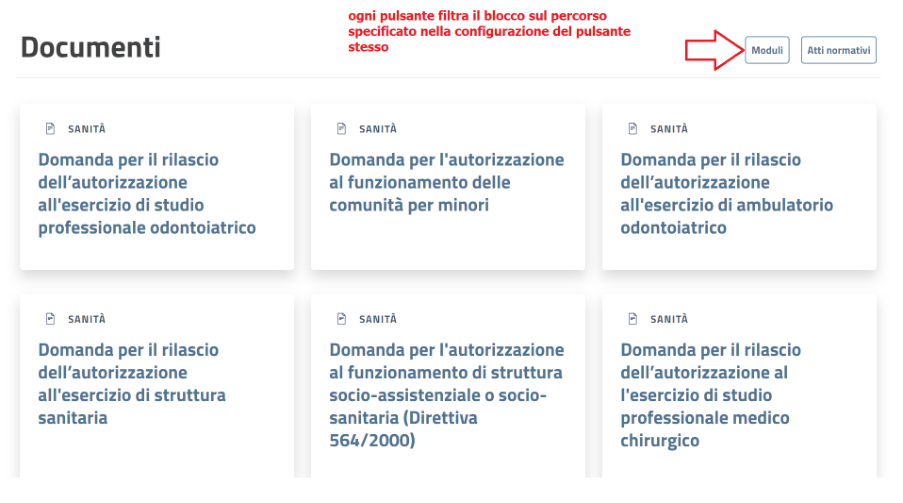 ogni pulsante filtra il blocco sul percorso
specificato nella configurazione del pulsante
stesso
Documenti
Moduli
Atti normativi
SANITÀ
Domanda per il rilascio
dell’autorizzazione
all'esercizio di studio
professionale odontoiatrico
SANITÀ
Domanda per l'autorizzazione
al funzionamento delle
comunità per minori
SANITÀ
Domanda per il rilascio
dell’autorizzazione
all'esercizio di ambulatorio
odontoiatrico
SANITÀ
Domanda per il rilascio
dell’autorizzazione
all'esercizio di struttura
sanitaria
SANITÀ
Domanda per l'autorizzazione
al funzionamento di struttura
socio-assistenziale o socio-
sanitaria (Direttiva
564/2000)
SANITÀ
Domanda per il rilascio
dell’autorizzazione al
l'esercizio di studio
professionale medico
chirurgico